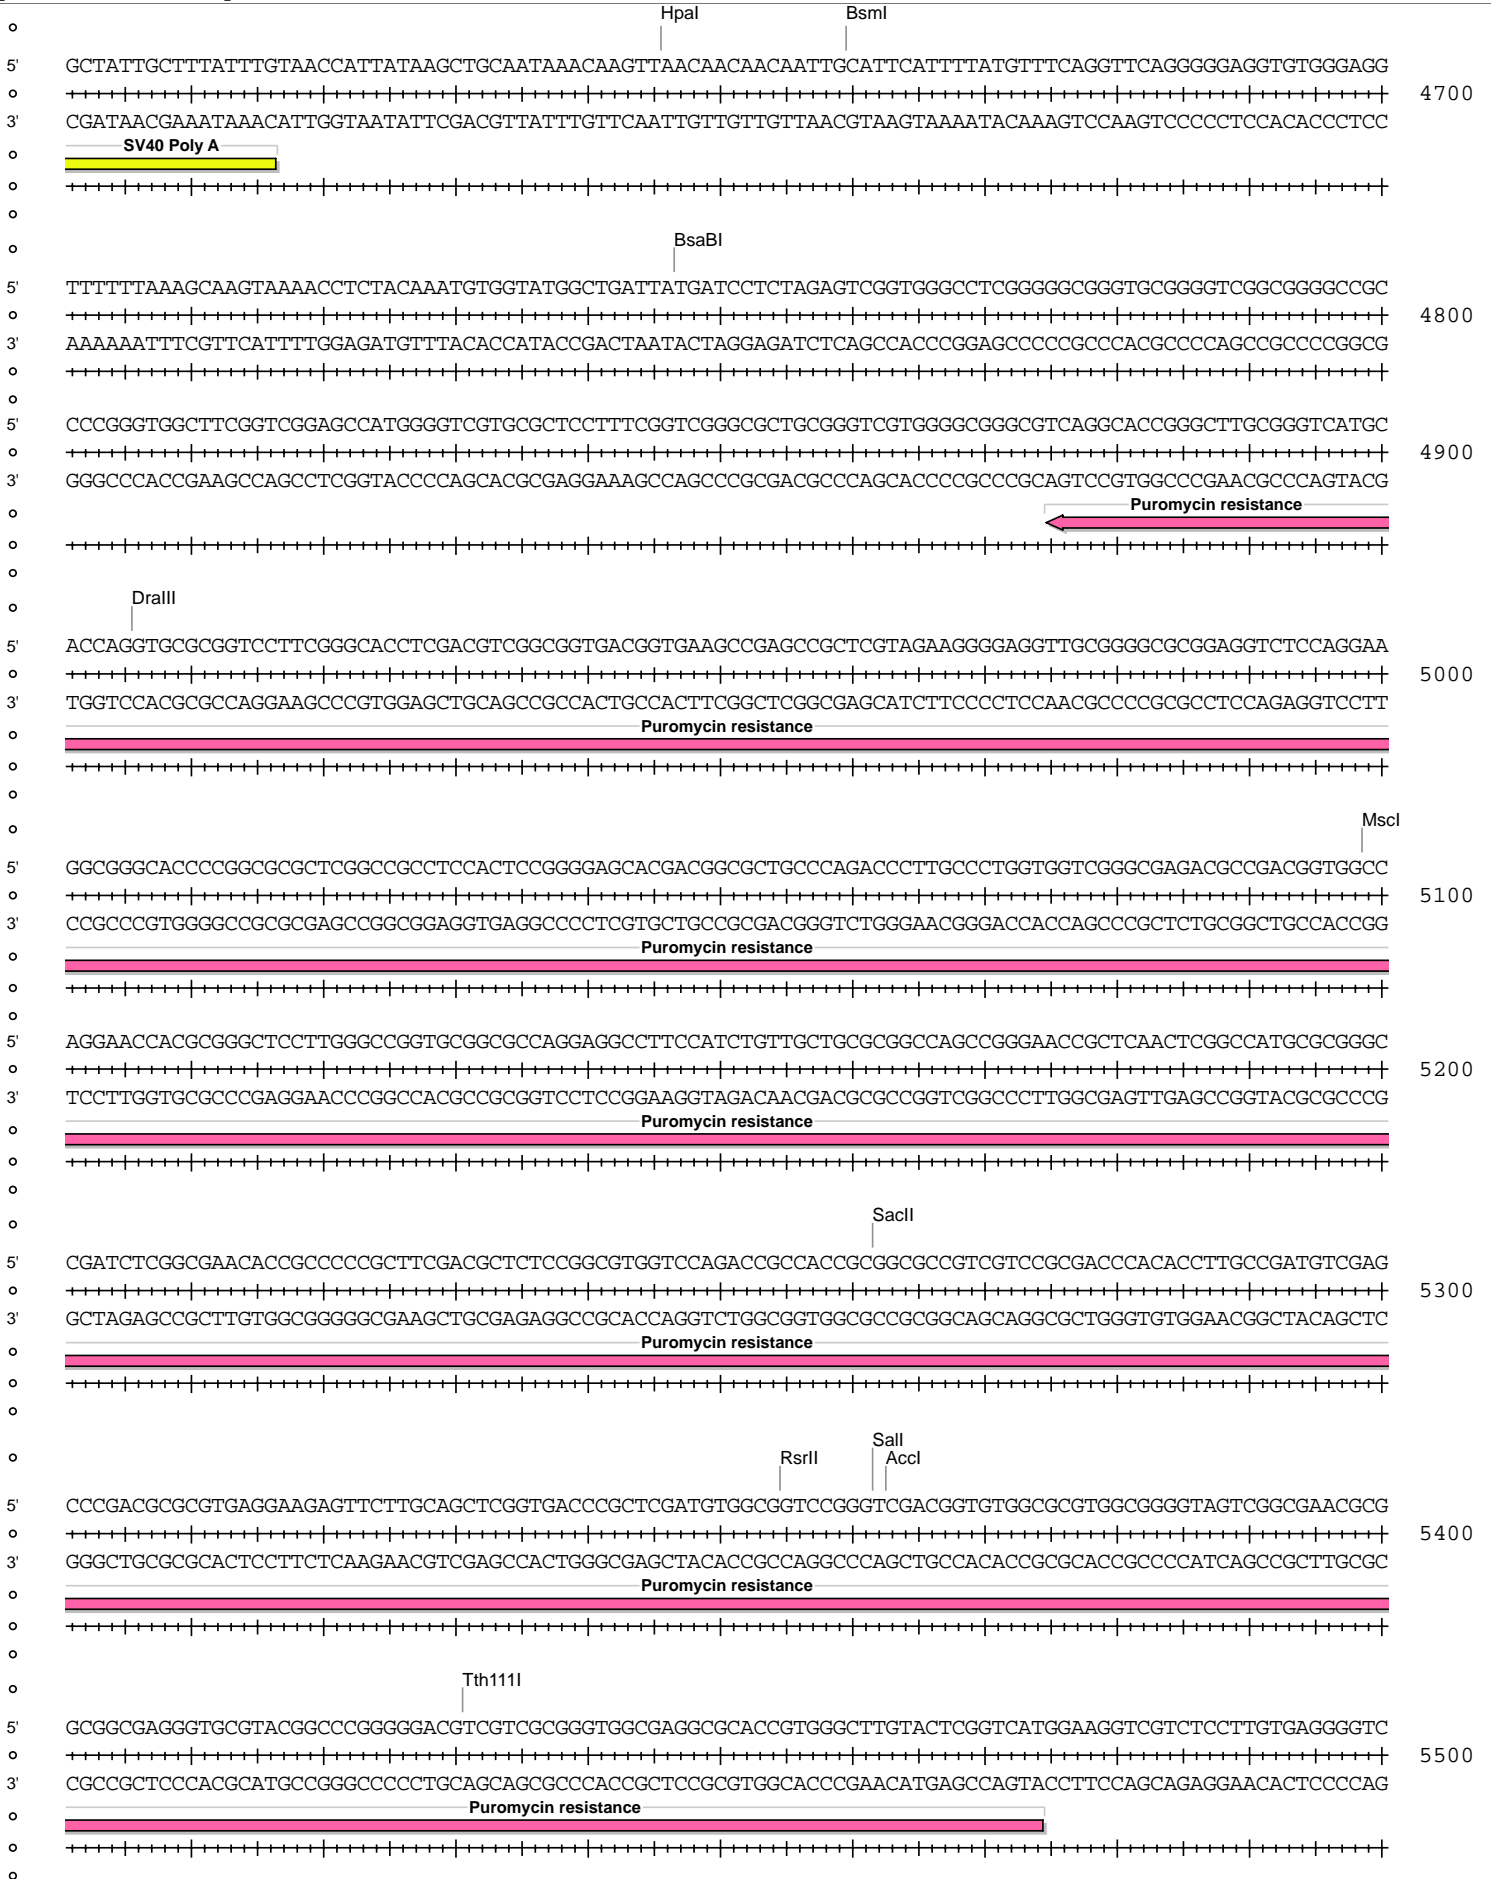 HpaI BsmI
5' GCTATTGCTTTATTTGTAACCATTATAAGCTGCAATAAACAAGTTAACAACAACAATTGCATTCATTTTATGTTTCAGGTTCAGGGGGAGGTGTGGGAGG
4700
3' CGATAACGAAATAAACATTGGTAATATTCGACGTTATTTGTTCAATTGTTGTTGTTAACGTAAGTAAAATACAAAGTCCAAGTCCCCCTCCACACCCTCC
SV40 Poly A
BsaBI
5' TTTTTTAAAGCAAGTAAAACCTCTACAAATGTGGTATGGCTGATTATGATCCTCTAGAGTCGGTGGGCCTCGGGGGCGGGTGCGGGGTCGGCGGGGCCGC
4800
3' AAAAAATTTCGTTCATTTTGGAGATGTTTACACCATACCGACTAATACTAGGAGATCTCAGCCACCCGGAGCCCCCGCCCACGCCCCAGCCGCCCCGGCG
5' CCCGGGTGGCTTCGGTCGGAGCCATGGGGTCGTGCGCTCCTTTCGGTCGGGCGCTGCGGGTCGTGGGGCGGGCGTCAGGCACCGGGCTTGCGGGTCATGC
4900
3' GGGCCCACCGAAGCCAGCCTCGGTACCCCAGCACGCGAGGAAAGCCAGCCCGCGACGCCCAGCACCCCGCCCGCAGTCCGTGGCCCGAACGCCCAGTACG
Puromycin resistance
DraIII
5' ACCAGGTGCGCGGTCCTTCGGGCACCTCGACGTCGGCGGTGACGGTGAAGCCGAGCCGCTCGTAGAAGGGGAGGTTGCGGGGCGCGGAGGTCTCCAGGAA
5000
3' TGGTCCACGCGCCAGGAAGCCCGTGGAGCTGCAGCCGCCACTGCCACTTCGGCTCGGCGAGCATCTTCCCCTCCAACGCCCCGCGCCTCCAGAGGTCCTT
Puromycin resistance
MscI
5' GGCGGGCACCCCGGCGCGCTCGGCCGCCTCCACTCCGGGGAGCACGACGGCGCTGCCCAGACCCTTGCCCTGGTGGTCGGGCGAGACGCCGACGGTGGCC
5100
3' CCGCCCGTGGGGCCGCGCGAGCCGGCGGAGGTGAGGCCCCTCGTGCTGCCGCGACGGGTCTGGGAACGGGACCACCAGCCCGCTCTGCGGCTGCCACCGG
Puromycin resistance
5' AGGAACCACGCGGGCTCCTTGGGCCGGTGCGGCGCCAGGAGGCCTTCCATCTGTTGCTGCGCGGCCAGCCGGGAACCGCTCAACTCGGCCATGCGCGGGC
5200
3' TCCTTGGTGCGCCCGAGGAACCCGGCCACGCCGCGGTCCTCCGGAAGGTAGACAACGACGCGCCGGTCGGCCCTTGGCGAGTTGAGCCGGTACGCGCCCG
Puromycin resistance
SacII
5' CGATCTCGGCGAACACCGCCCCCGCTTCGACGCTCTCCGGCGTGGTCCAGACCGCCACCGCGGCGCCGTCGTCCGCGACCCACACCTTGCCGATGTCGAG
5300
3' GCTAGAGCCGCTTGTGGCGGGGGCGAAGCTGCGAGAGGCCGCACCAGGTCTGGCGGTGGCGCCGCGGCAGCAGGCGCTGGGTGTGGAACGGCTACAGCTC
Puromycin resistance
SalI
RsrII AccI
5' CCCGACGCGCGTGAGGAAGAGTTCTTGCAGCTCGGTGACCCGCTCGATGTGGCGGTCCGGGTCGACGGTGTGGCGCGTGGCGGGGTAGTCGGCGAACGCG
5400
3' GGGCTGCGCGCACTCCTTCTCAAGAACGTCGAGCCACTGGGCGAGCTACACCGCCAGGCCCAGCTGCCACACCGCGCACCGCCCCATCAGCCGCTTGCGC
Puromycin resistance
Tth111I
5' GCGGCGAGGGTGCGTACGGCCCGGGGGACGTCGTCGCGGGTGGCGAGGCGCACCGTGGGCTTGTACTCGGTCATGGAAGGTCGTCTCCTTGTGAGGGGTC
5500
3' CGCCGCTCCCACGCATGCCGGGCCCCCTGCAGCAGCGCCCACCGCTCCGCGTGGCACCCGAACATGAGCCAGTACCTTCCAGCAGAGGAACACTCCCCAG
Puromycin resistance